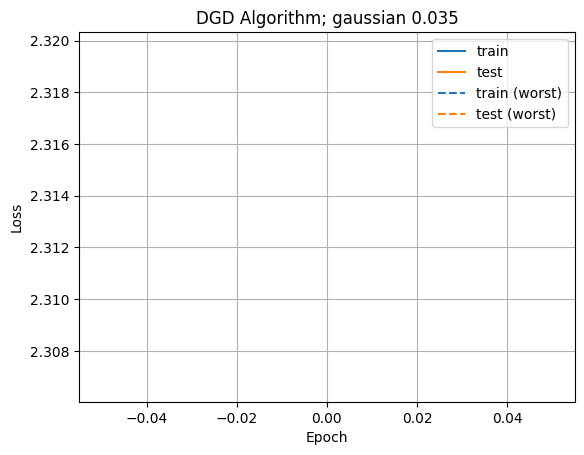 DGD Algorithm; gaussian 0.035
train
test
train (worst)
test (worst)
2.320
2.318
2.316
2.314
2.312
2.310
2.308
Loss
−0.04 −0.02 0.00 0.02 0.04
Epoch